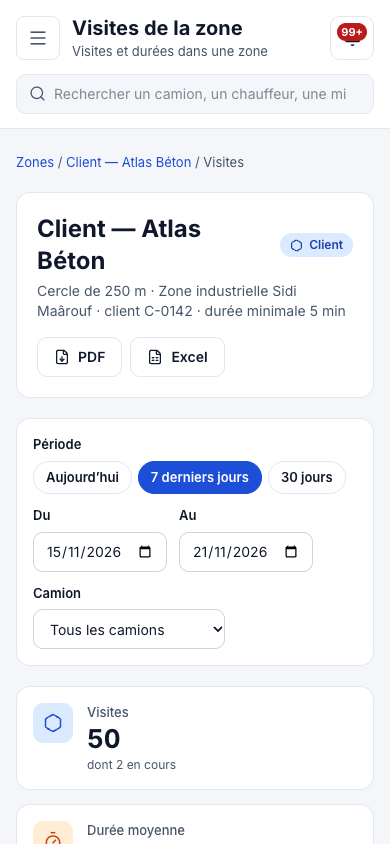 Visites de la zone
Visites et durées dans une zone
99+
Rechercher un camion, un chauffeur, une mi
Zones / Client — Atlas Béton / Visites
Client — Atlas
Béton
Client
Cercle de 250 m · Zone industrielle Sidi
Maârouf · client C-0142 · durée minimale 5 min
PDF
Excel
Période
Aujourd’hui
7 derniers jours
30 jours
Du
Au
15/11/2026
21/11/2026
Camion
Tous les camions
Visites
50
dont 2 en cours
Durée moyenne